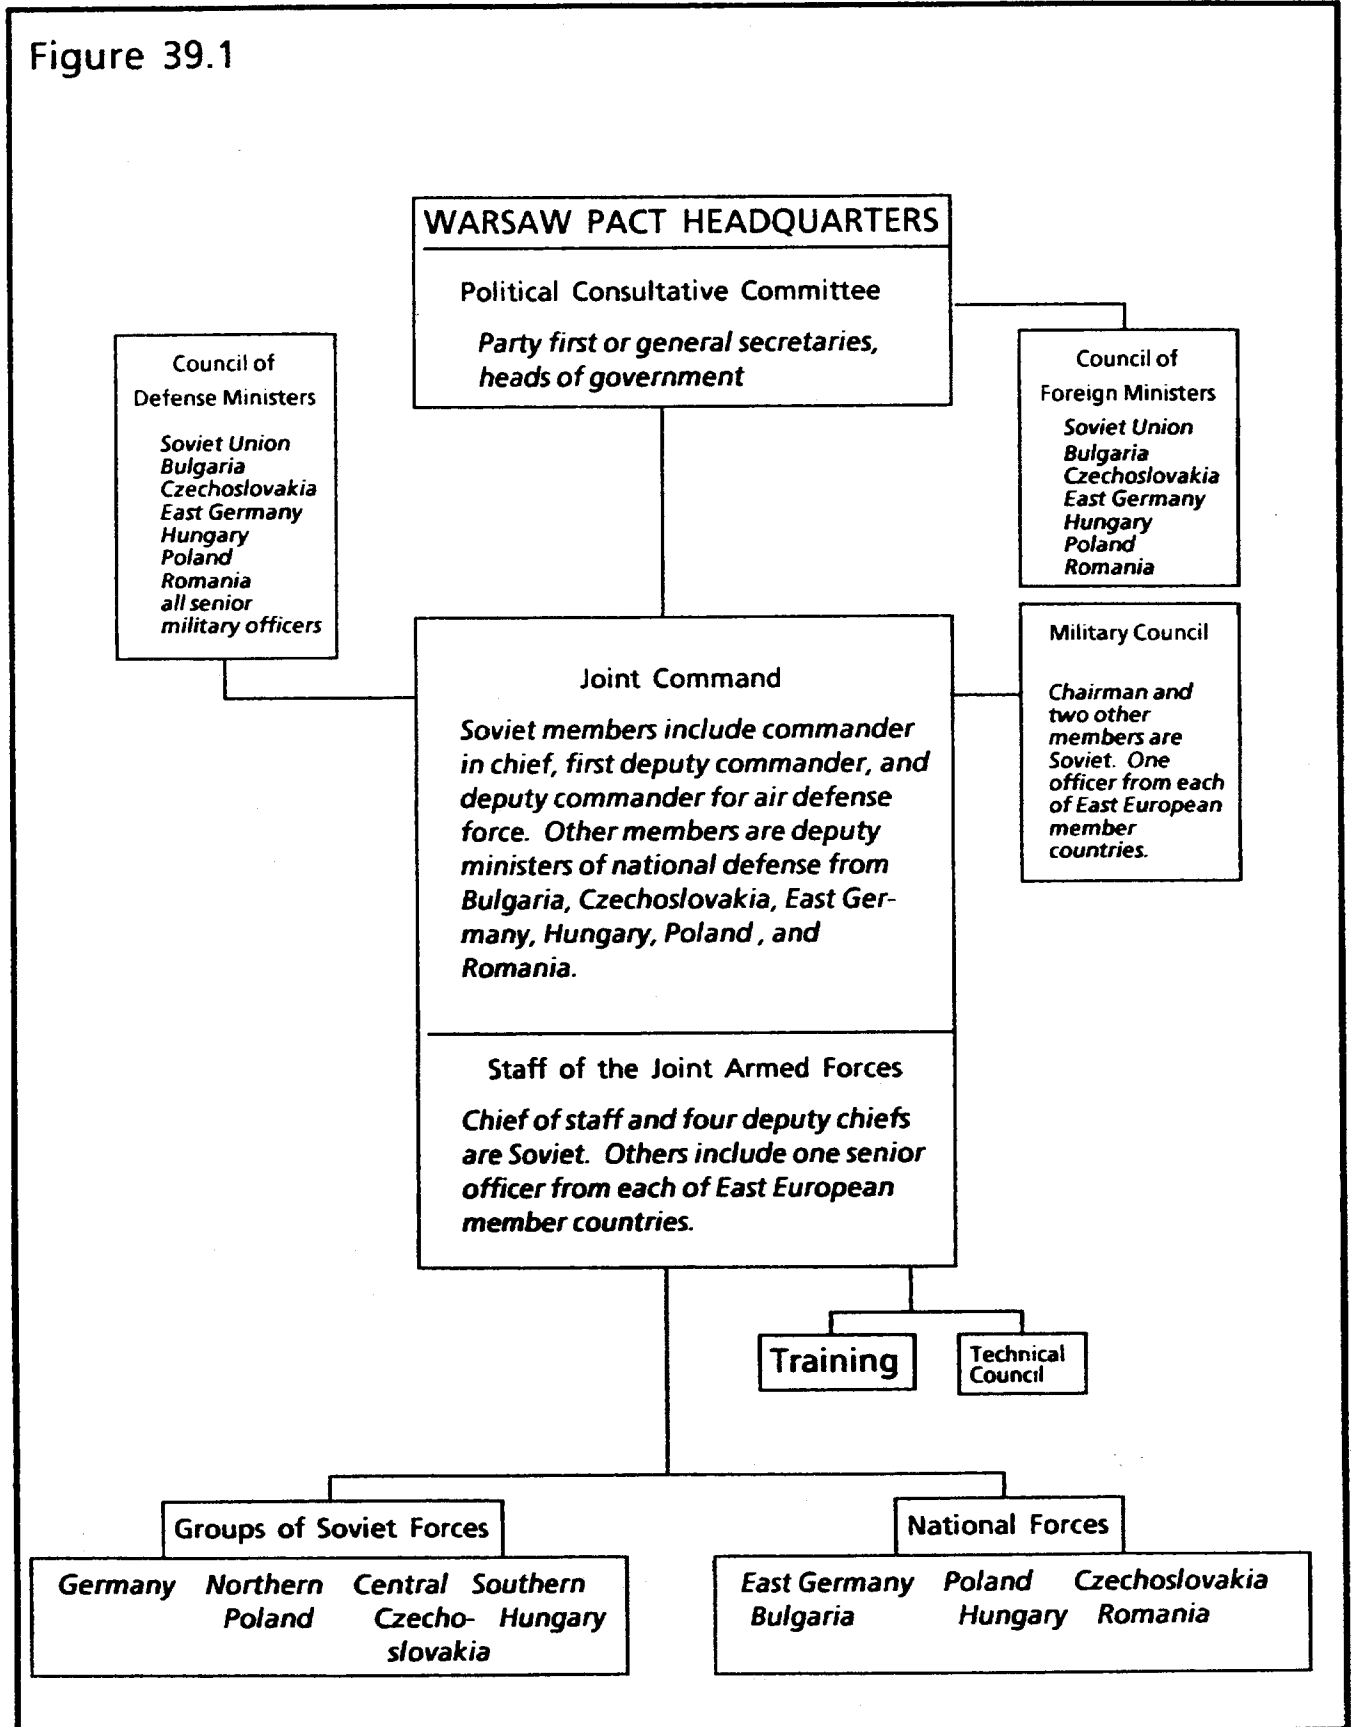 Figure 39.1
WARSAW PACT HEADQUARTERS
Political Consultative Committee
Party first or general secretaries,
heads of government
Council of
Defense Ministers
Soviet Union
Bulgaria
Czechoslovakia
East Germany
Hungary
Poland
Romania
all senior
military officers
Council of
Foreign Ministers
Soviet Union
Bulgaria
Czechoslovakia
East Germany
Hungary
Poland
Romania
Joint Command
Soviet members include commander
in chief, first deputy commander, and
deputy commander for air defense
force. Other members are deputy
ministers of national defense from
Bulgaria, Czechoslovakia, East Ger-
many, Hungary, Poland, and
Romania.
Military Council
Chairman and
two other
members are
Soviet. One
officer from each
of East European
member
countries.
Staff of the Joint Armed Forces
Chief of staff and four deputy chiefs
are Soviet. Others include one senior
officer from each of East European
member countries.
Training
Technical
Council
Groups of Soviet Forces
Germany Northern Central Southern
Poland Czecho- Hungary
slovakia
National Forces
East Germany Poland Czechoslovakia
Bulgaria Hungary Romania